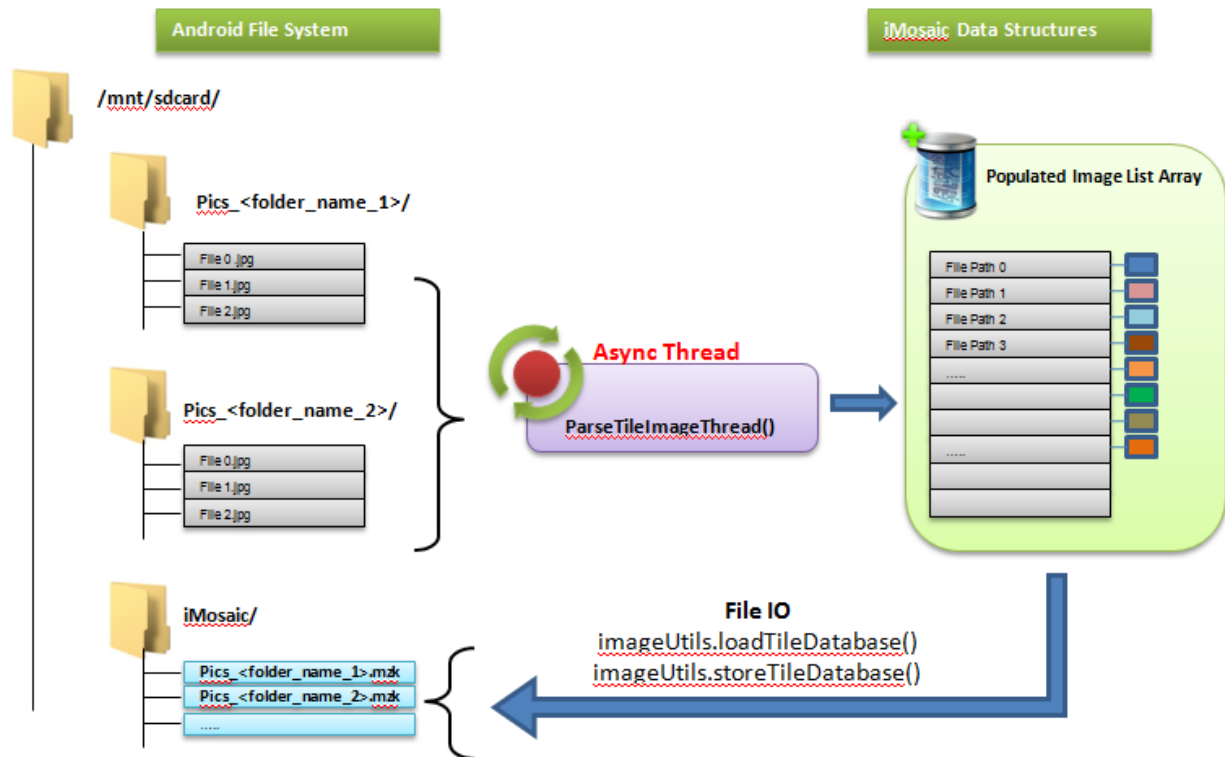 Android File System
iMosaic Data Structures
/mnt/sdcard/
Pics_<folder_name_1>/
File 0 .jpg
File 1.jpg
File 2.jpg
Pics_<folder_name_2>/
File 0.jpg
File 1.jpg
File 2.jpg
iMosaic/
Pics_<folder_name_1>.mzk
Pics_<folder_name_2>.mzk
.....
Async Thread
ParseTileImageThread()
Populated Image List Array
File Path 0
File Path 1
File Path 2
File Path 3
.....
.....
File IO
imageUtils.loadTileDatabase()
imageUtils.storeTileDatabase()